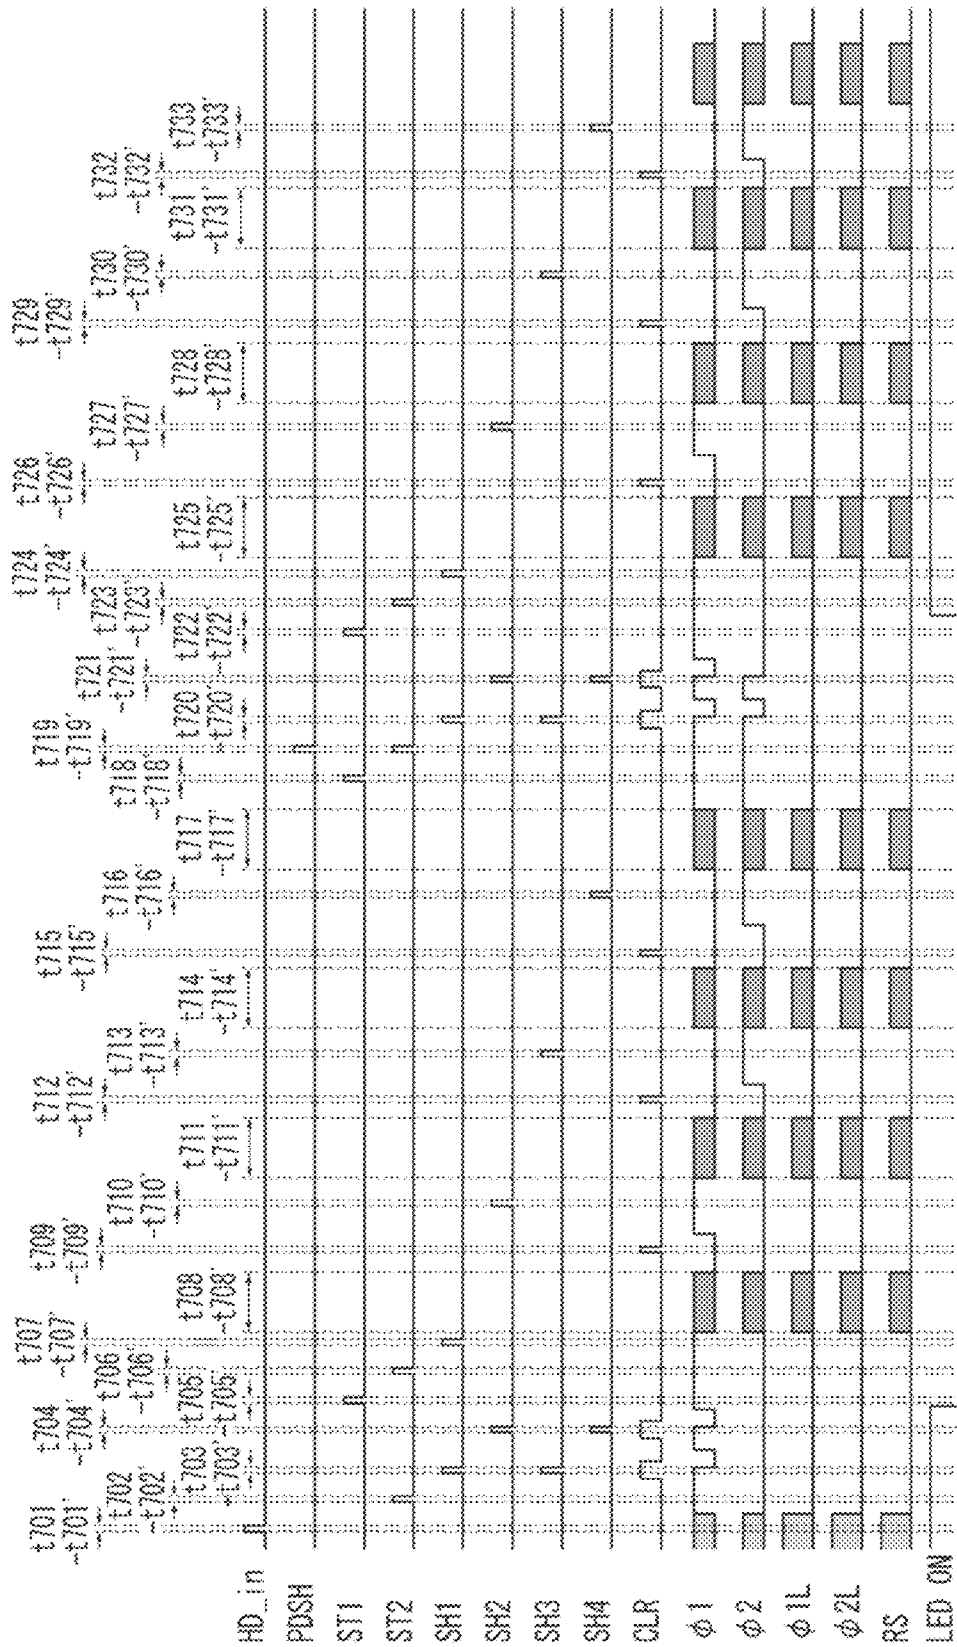 t701
~t701'
t702
~t702'
t703
~t703'
t704
~t704'
t705
~t705'
t706
~t706'
t707
~t707'
t708
~t708'
t709
~t709'
t710
~t710'
t711
~t711'
t712
~t712'
t713
~t713'
t714
~t714'
t715
~t715'
t716
~t716'
t717
~t717'
t718
~t718'
t719
~t719'
t720
~t720'
t721
~t721'
t722
~t722'
t723
~t723'
t724
~t724'
t725
~t725'
t726
~t726'
t727
~t727'
t728
~t728'
t729
~t729'
t730
~t730'
t731
~t731'
t732
~t732'
t733
~t733'
HD_in
PDSH
ST1
ST2
SH1
SH2
SH3
SH4
CLR
φ1
φ2
φ1L
φ2L
RS
LED ON